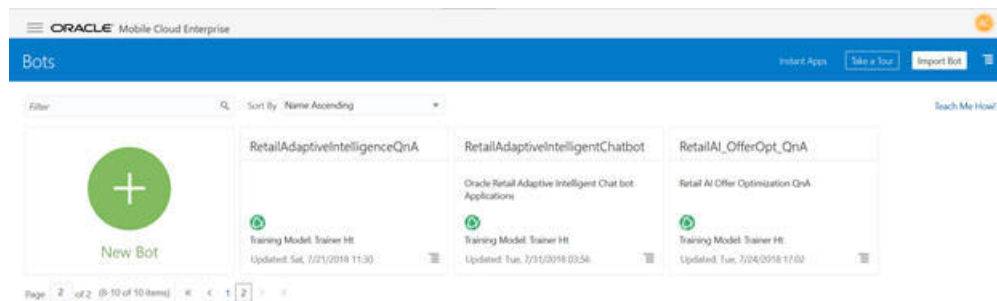 ORACLE Mobile Cloud Enterprise
Bots
Instant Apps Take a Tour Import Bot
Filter Sort By Name Ascending Teach Me How!
New Bot
RetailAdaptiveIntelligenceQnA
Training Model: Trainer Ht
Updated: Sat, 7/21/2018 11:30
RetailAdaptiveIntelligentChatbot
Oracle Retail Adaptive Intelligent Chat bot
Applications
Training Model: Trainer Ht
Updated: Tue, 7/31/2018 03:56
RetailAI_OfferOpt_QnA
Retail AI Offer Optimization QnA
Training Model: Trainer Ht
Updated: Tue, 7/24/2018 17:02
Page 2 of 2 (8-10 of 10 items) 1 2